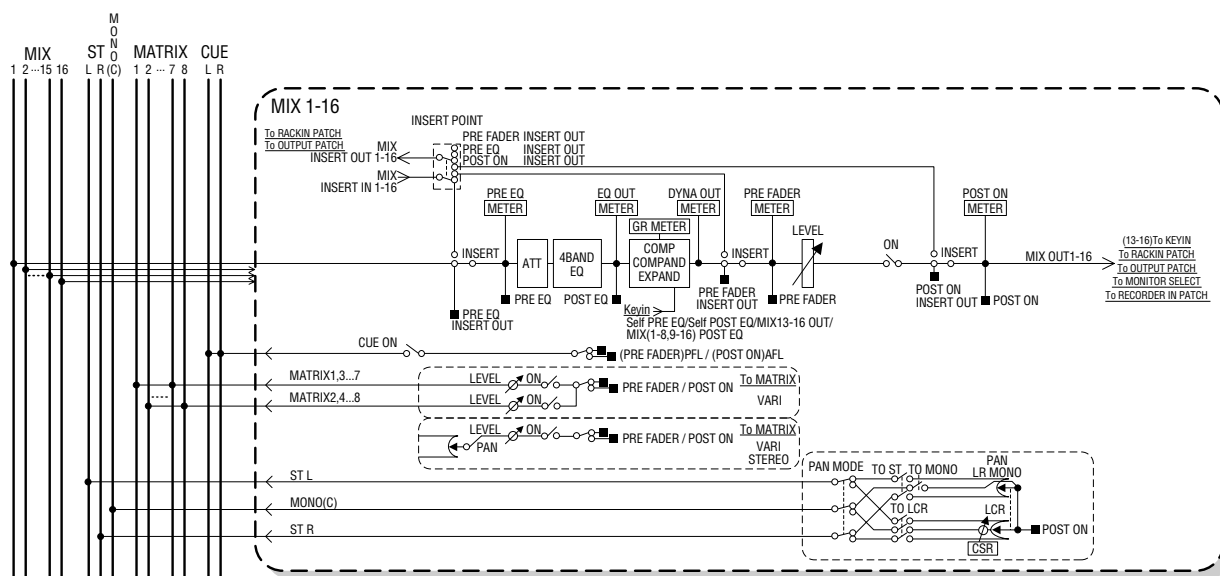 MIX
1 2 ··· 15 16
ST
L R
MONO
(C)
MATRIX
1 2 ··· 7 8
CUE
L R
MIX 1-16
INSERT POINT
To RACKIN PATCH
To OUTPUT PATCH
MIX
INSERT OUT 1-16
MIX
INSERT IN 1-16
PRE FADER INSERT OUT
PRE EQ INSERT OUT
POST ON INSERT OUT
PRE EQ
METER
EQ OUT
METER
DYNA OUT
METER
PRE FADER
METER
POST ON
METER
GR METER
INSERT
ATT
4BAND
EQ
COMP
COMPAND
EXPAND
INSERT
LEVEL
ON
INSERT
MIX OUT1-16
(13-16)To KEYIN
To RACKIN PATCH
To OUTPUT PATCH
To MONITOR SELECT
To RECORDER IN PATCH
PRE EQ
INSERT OUT
PRE EQ
POST EQ
PRE FADER
INSERT OUT
PRE FADER
POST ON
INSERT OUT
POST ON
Keyin
Self PRE EQ/Self POST EQ/MIX13-16 OUT/
MIX(1-8,9-16) POST EQ
CUE ON
(PRE FADER)PFL / (POST ON)AFL
MATRIX1,3...7
LEVEL
ON
PRE FADER / POST ON
To MATRIX
VARI
MATRIX2,4...8
LEVEL
ON
LEVEL
ON
PAN
PRE FADER / POST ON
To MATRIX
VARI
STEREO
ST L
MONO(C)
ST R
PAN MODE
TO ST
TO MONO
PAN
LR MONO
TO LCR
LCR
CSR
POST ON